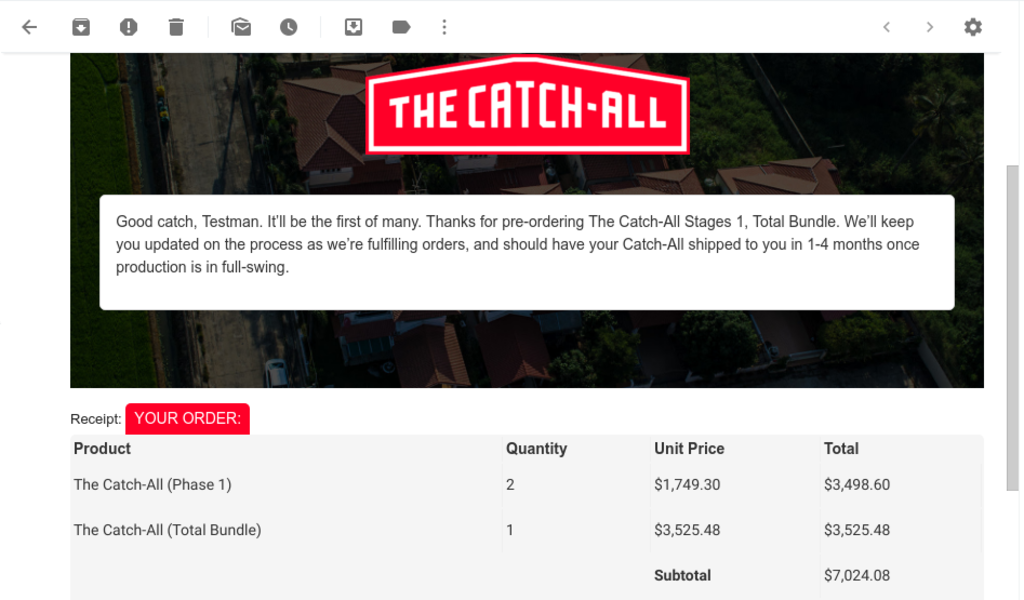 THE CATCH-ALL
Good catch, Testman. It’ll be the first of many. Thanks for pre-ordering The Catch-All Stages 1, Total Bundle. We’ll keep
you updated on the process as we’re fulfilling orders, and should have your Catch-All shipped to you in 1-4 months once
production is in full-swing.
Receipt: YOUR ORDER:
Product Quantity Unit Price Total
The Catch-All (Phase 1) 2 $1,749.30 $3,498.60
The Catch-All (Total Bundle) 1 $3,525.48 $3,525.48
Subtotal $7,024.08